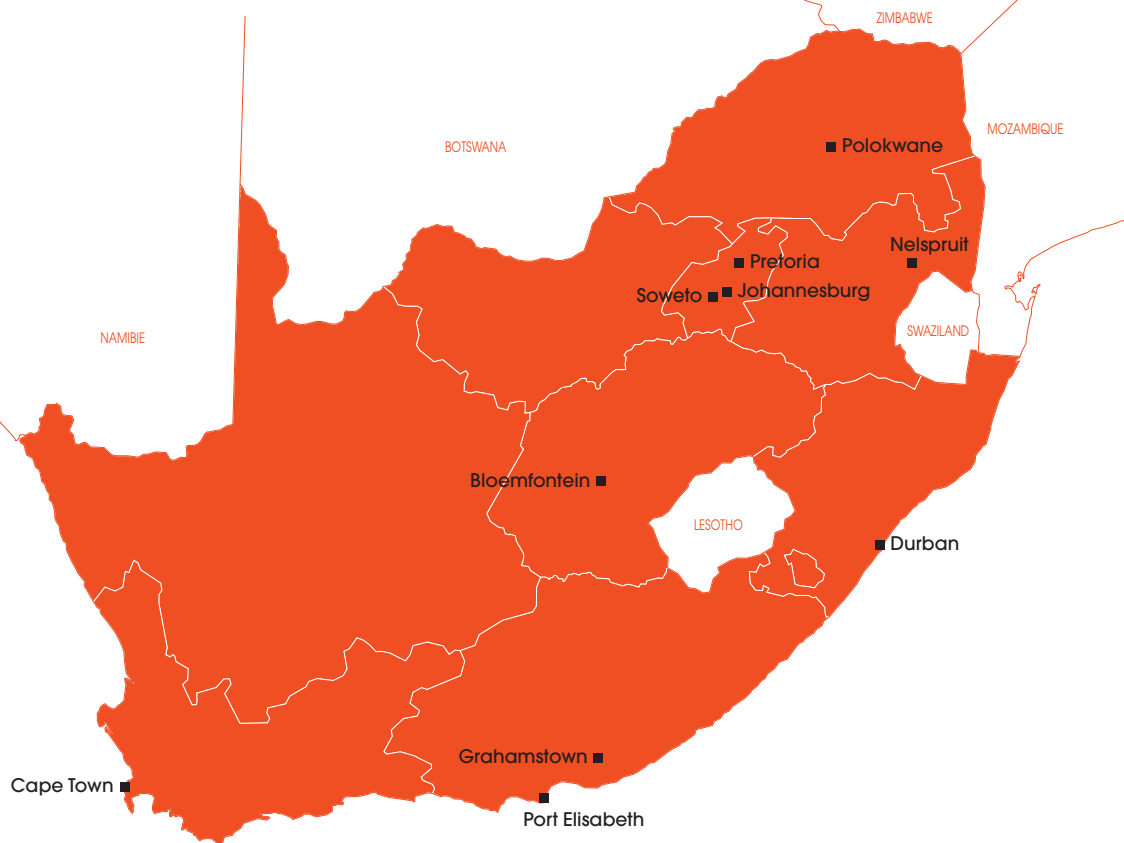 ZIMBABWE
MOZAMBIQUE
BOTSWANA
Polokwane
Nelspruit
Pretoria
Johannesburg
Soweto
SWAZILAND
NAMIBIE
Bloemfontein
LESOTHO
Durban
Grahamstown
Cape Town
Port Elisabeth